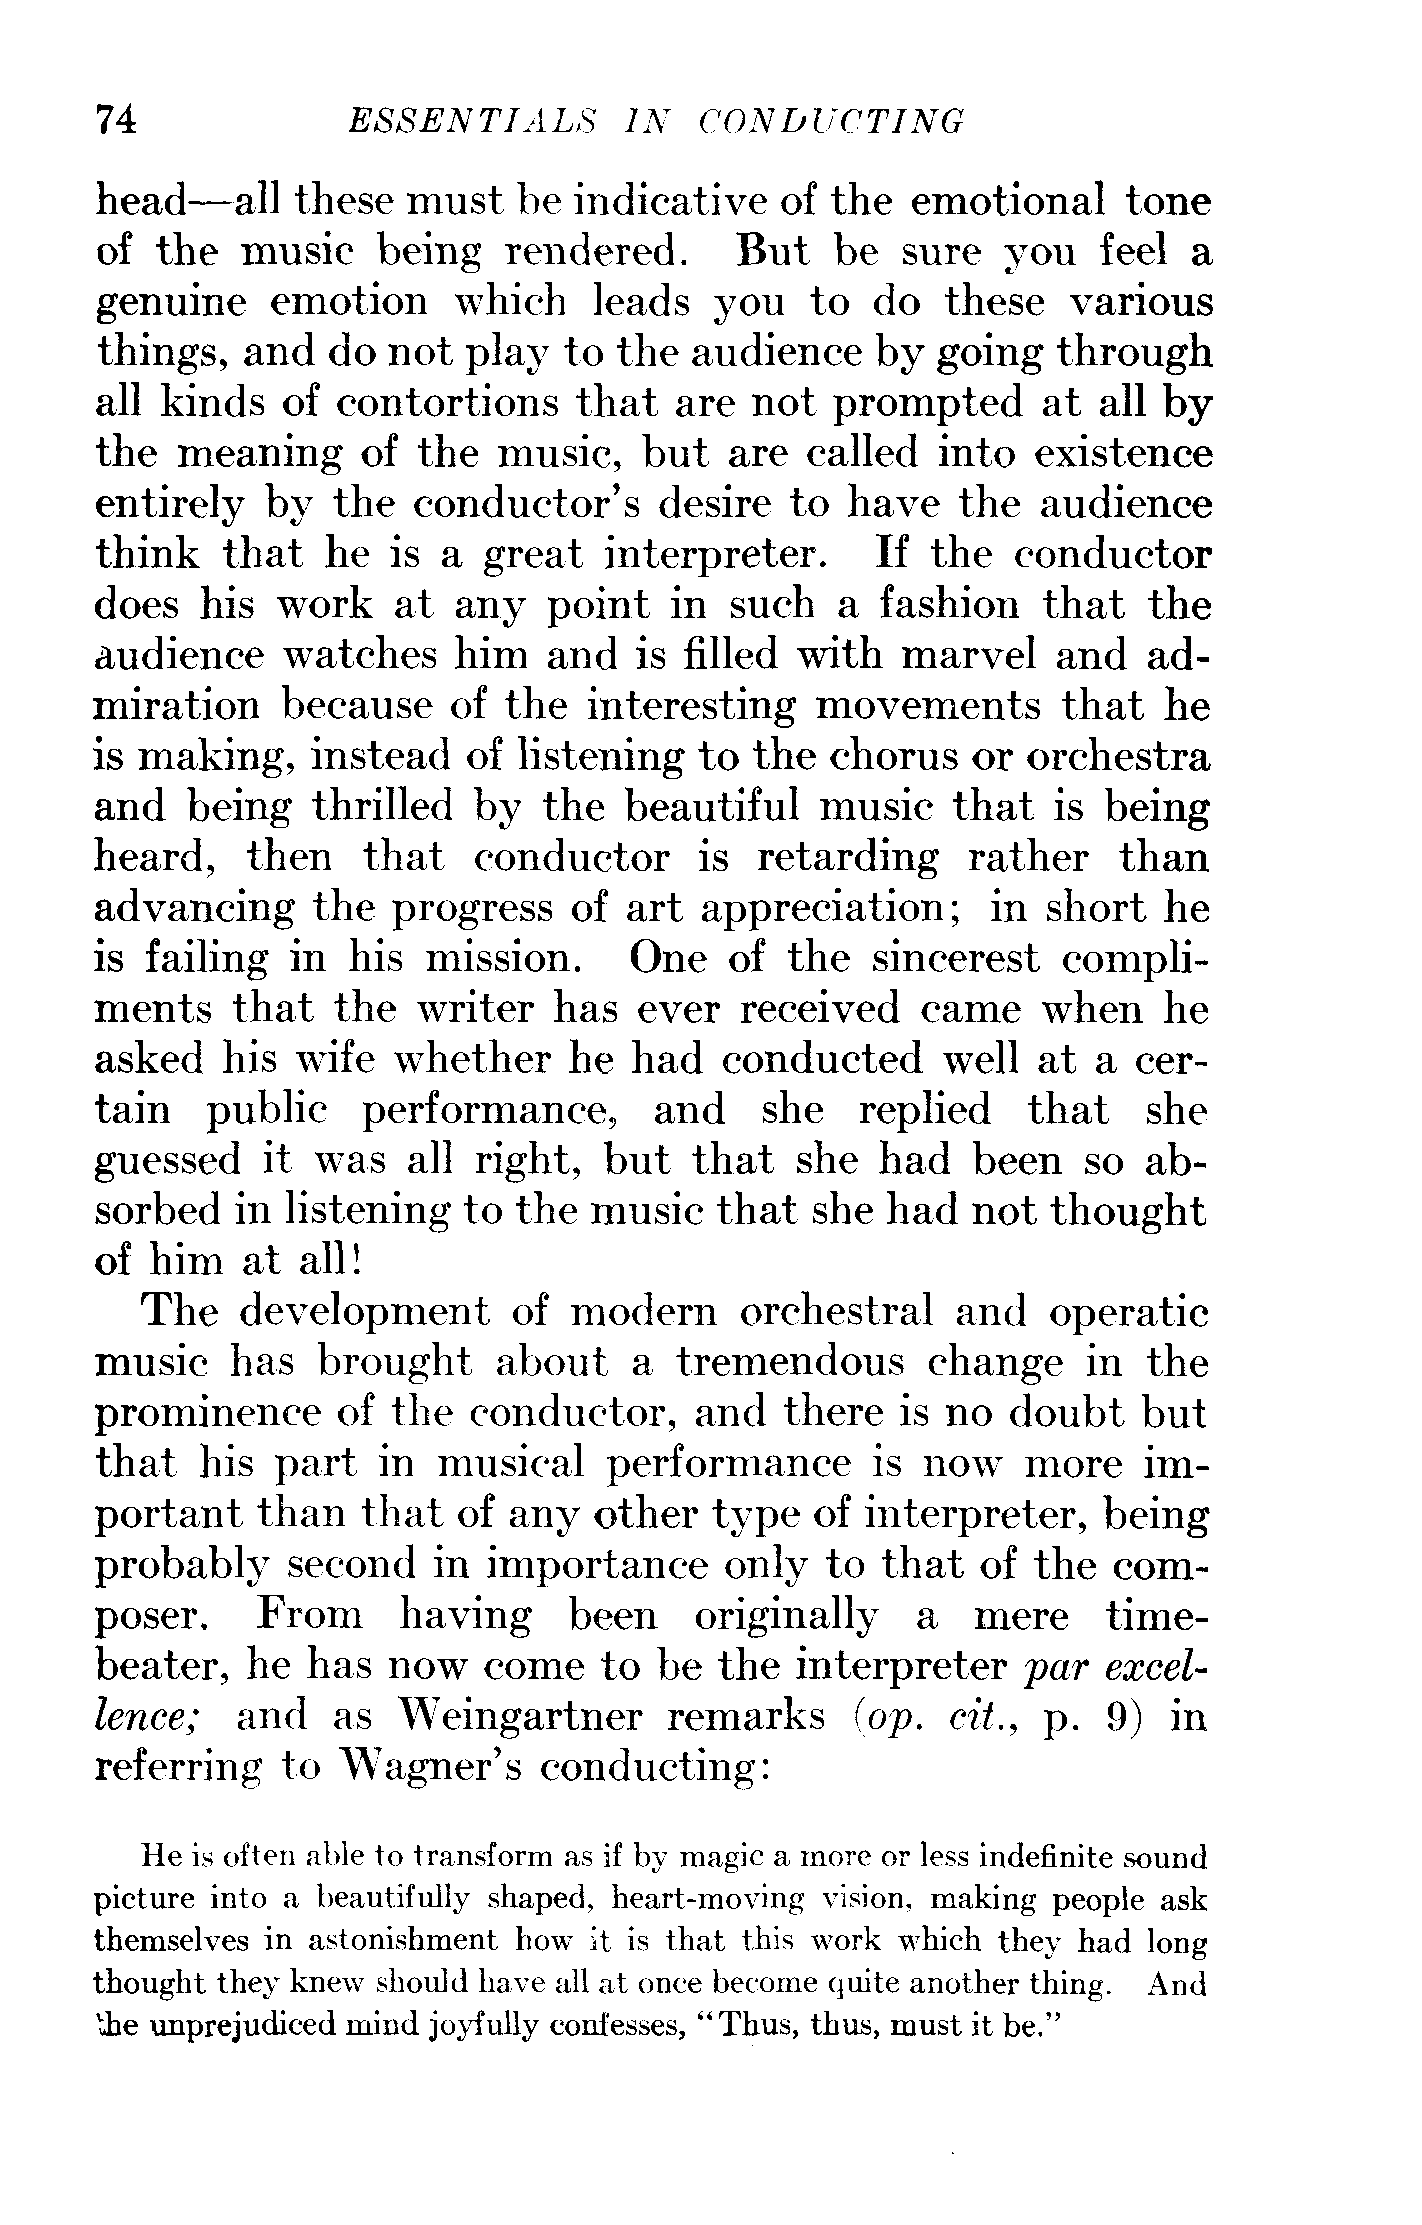 74 ESSENTIALS IN CONDUCTING
head—all these must be indicative of the emotional tone
of the music being rendered. But be sure you feel a
genuine emotion which leads you to do these various
things, and do not play to the audience by going through
all kinds of contortions that are not prompted at all by
the meaning of the music, but are called into existence
entirely by the conductor's desire to have the audience
think that he is a great interpreter. If the conductor
does his work at any point in such a fashion that the
audience watches him and is filled with marvel and ad-
miration because of the interesting movements that he
is making, instead of listening to the chorus or orchestra
and being thrilled by the beautiful music that is being
heard, then that conductor is retarding rather than
advancing the progress of art appreciation; in short he
is failing in his mission. One of the sincerest compli-
ments that the writer has ever received came when he
asked his wife whether he had conducted well at a cer-
tain public performance, and she replied that she
guessed it was all right, but that she had been so ab-
sorbed in listening to the music that she had not thought
of him at all!
The development of modern orchestral and operatic
music has brought about a tremendous change in the
prominence of the conductor, and there is no doubt but
that his part in musical performance is now more im-
portant than that of any other type of interpreter, being
probably second in importance only to that of the com-
poser. From having been originally a mere time-
beater, he has now come to be the interpreter par excel-
lence; and as Weingartner remarks (op. cit., p. 9) in
referring to Wagner's conducting:
He is often able to transform as if by magic a more or less indefinite sound
picture into a beautifully shaped, heart-moving vision, making people ask
themselves in astonishment how it is that this work which they had long
thought they knew should have all at once become quite another thing. And
the unprejudiced mind joyfully confesses, "Thus, thus, must it be."